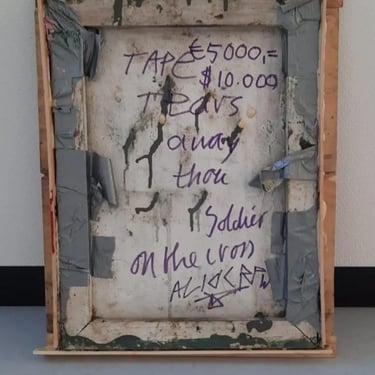 TAPE €5000,=
$10.000
TEARS
away
thou
Soldier
on the cross